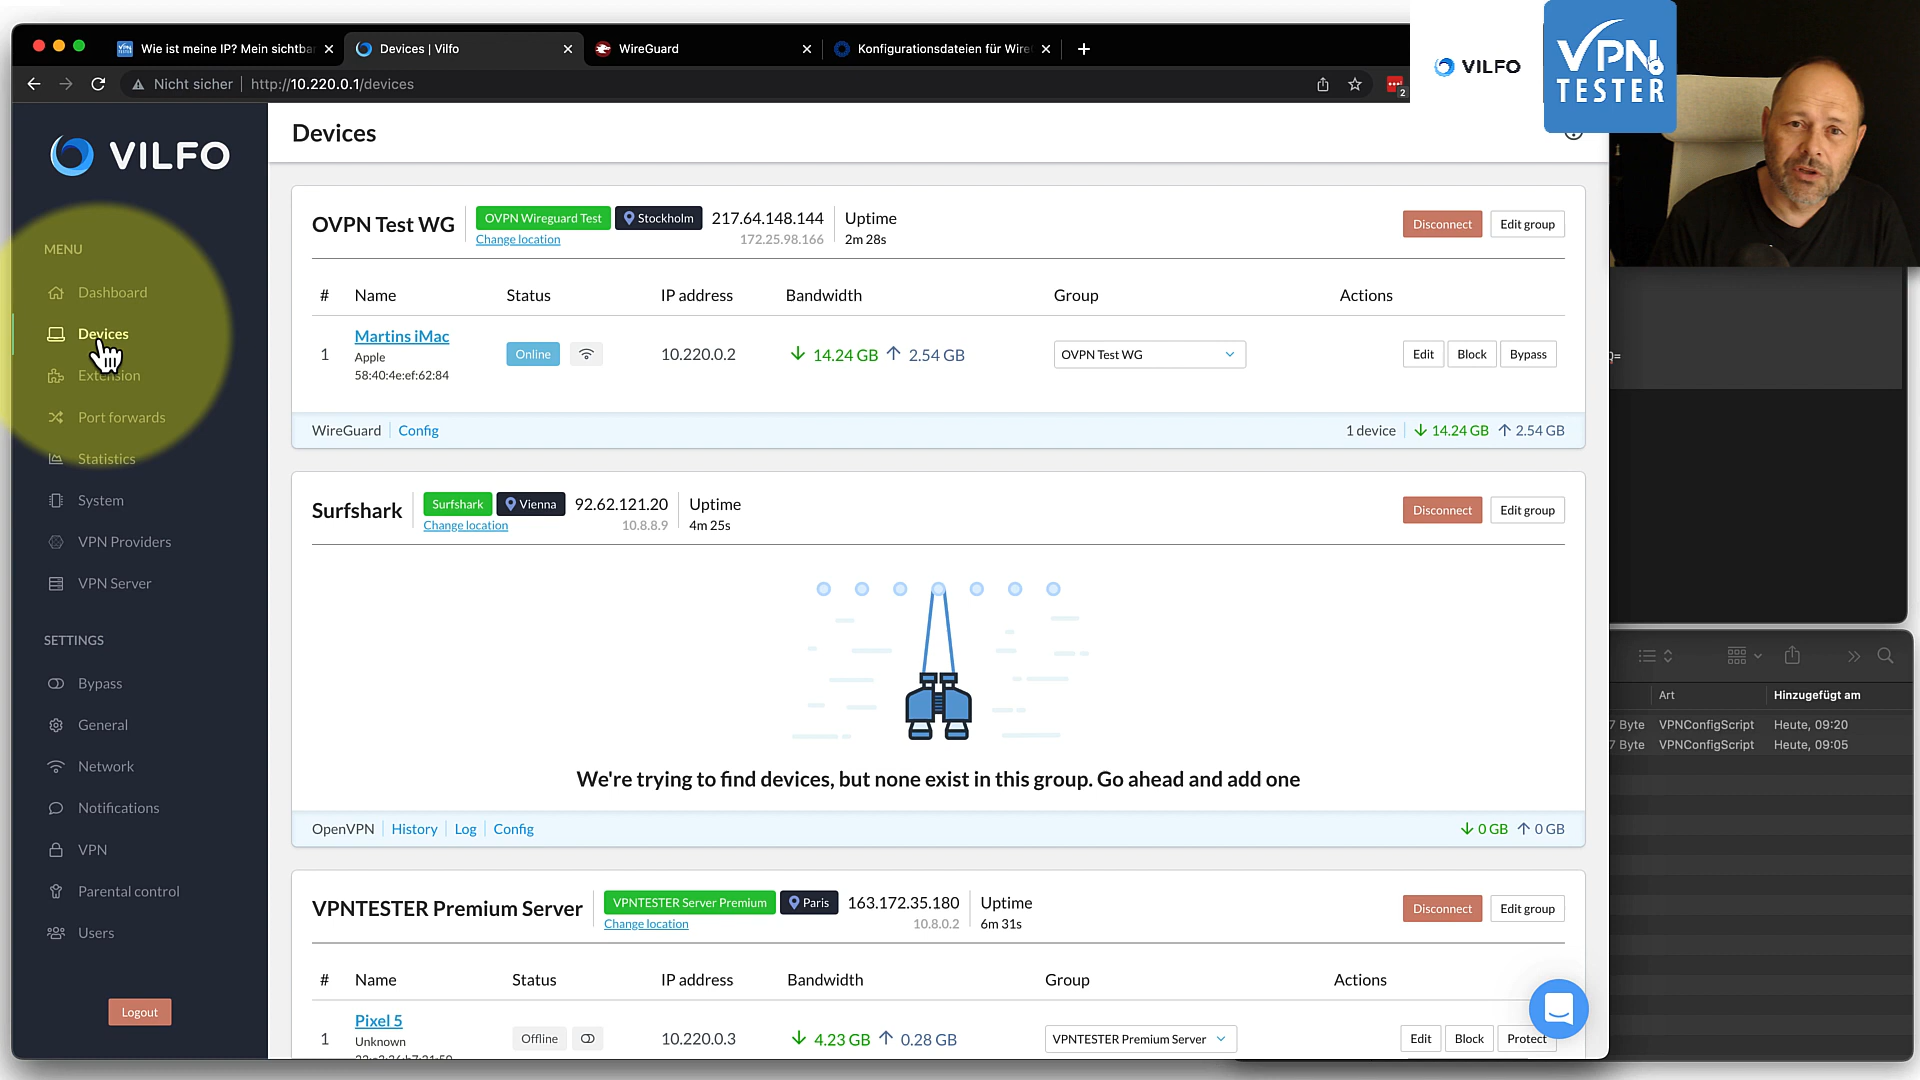 Wie ist meine IP? Mein sichtba
Devices | Vilfo
WireGuard
Konfigurationsdateien für Wire
Nicht sicher
http://10.220.0.1/devices
2
VILFO
VPN
TESTER
VILFO
MENU
Dashboard
Devices
Extension
Port forwards
Statistics
System
VPN Providers
VPN Server
SETTINGS
Bypass
General
Network
Notifications
VPN
Parental control
Users
Logout
Devices
OVPN Test WG
OVPN Wireguard Test
Stockholm
217.64.148.144
Uptime
Change location
172.25.98.166
2m 28s
Disconnect
Edit group
# Name Status IP address Bandwidth Group Actions
1
Martins iMac
Apple
58:40:4e:ef:62:84
Online
10.220.0.2
14.24 GB
2.54 GB
OVPN Test WG
Edit
Block
Bypass
WireGuard
Config
1 device
14.24 GB
2.54 GB
Surfshark
Surfshark
Vienna
92.62.121.20
Uptime
Change location
10.8.8.9
4m 25s
Disconnect
Edit group
We're trying to find devices, but none exist in this group. Go ahead and add one
OpenVPN
History
Log
Config
0 GB
0 GB
VPNTESTER Premium Server
VPNTESTER Server Premium
Paris
163.172.35.180
Uptime
Change location
10.8.0.2
6m 31s
Disconnect
Edit group
# Name Status IP address Bandwidth Group Actions
1
Pixel 5
Unknown
Offline
10.220.0.3
4.23 GB
0.28 GB
VPNTESTER Premium Server
Edit
Block
Protect
Art
Hinzugefügt am
7 Byte
VPNConfigScript
Heute, 09:20
7 Byte
VPNConfigScript
Heute, 09:05